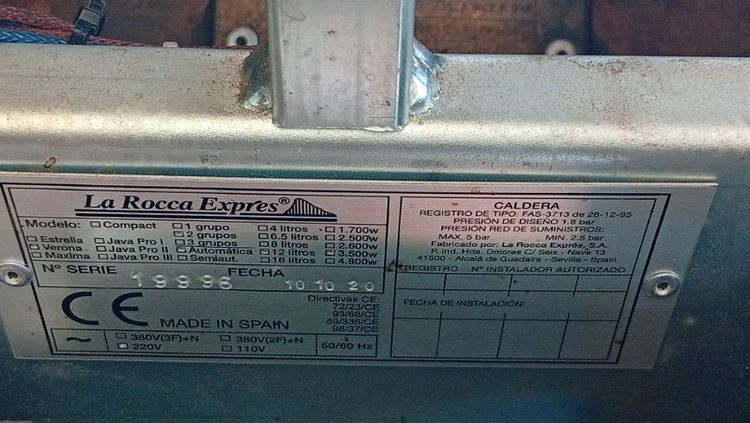 La Rocca Expres®
Modelo: □ Compact □ 1 grupo □ 4 litros □ 1.700w
□ 2 grupos □ 6,5 litros □ 2.500w
□ Estrella □ Java Pro I □ 3 grupos □ 8 litros □ 2.800w
□ Verona □ Java Pro II □ Automática □ 12 litros □ 3.500w
□ Maxima □ Java Pro III □ Semiaut. □ 16 litros □ 4.800w
Nº SERIE FECHA
19996 10 10 20
CE MADE IN SPAIN
Directivas CE:
72/23/CE
93/68/CE
89/336/CE
98/37/CE
~ □ 380V(3F)+N □ 380V(2F)+N
□ 220V □ 110V 50/60 Hz
CALDERA
REGISTRO DE TIPO: FAS-3713 de 26-12-95
PRESIÓN DE DISEÑO 1.8 bar
PRESIÓN RED DE SUMINISTROS:
MAX. 5 bar MIN. 2.5 bar
Fabricado por: La Rocca Exprés, S.A.
P. Ind. Hda. Dolores C/ Seis - Nave 13
41500 - Alcalá de Guadaira - Sevilla - Spain
REGISTRO Nº INSTALADOR AUTORIZADO
FECHA DE INSTALACIÓN: